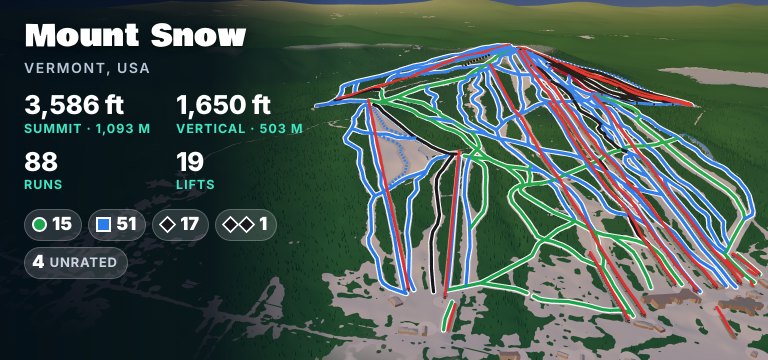 Mount Snow
VERMONT, USA
3,586 ft 1,650 ft
SUMMIT · 1,093 M VERTICAL · 503 M
88 19
RUNS LIFTS
15 51 17 1
4 UNRATED